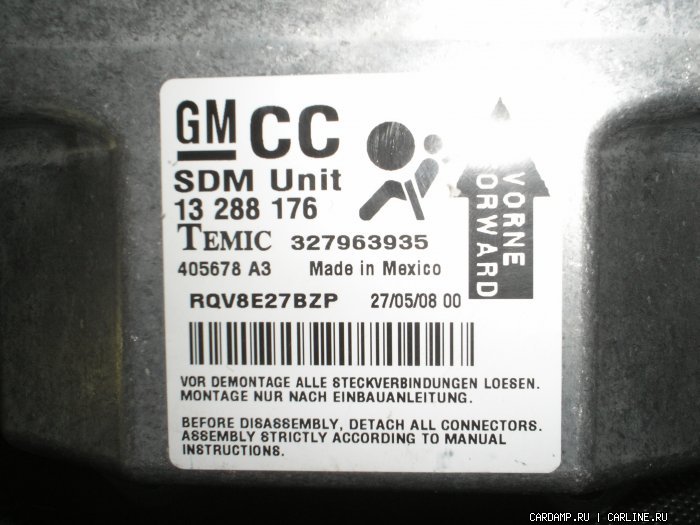 GM CC
SDM Unit
13 288 176
TEMIC 327963935
405678 A3 Made in Mexico
RQV8E27BZP 27/05/08 00
VORNE
FORWARD
VOR DEMONTAGE ALLE STECKVERBINDUNGEN LOESEN.
MONTAGE NUR NACH EINBAUANLEITUNG.
BEFORE DISASSEMBLY, DETACH ALL CONNECTORS.
ASSEMBLY STRICTLY ACCORDING TO MANUAL
INSTRUCTIONS.
CARDAMP.RU | CARLINE.RU